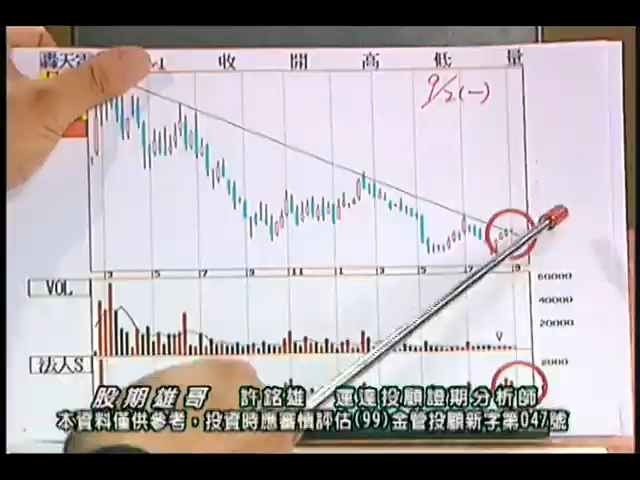 收 開 高 低 量
9/2(一)
3 5 7 9 11 1 3 5 7 9
60000
VOL
40000
20000
法人S
2000
股期雄哥 許銘雄 運達投顧證期分析師
本資料僅供參考，投資時應審慎評估(99)金管投顧新字第047號